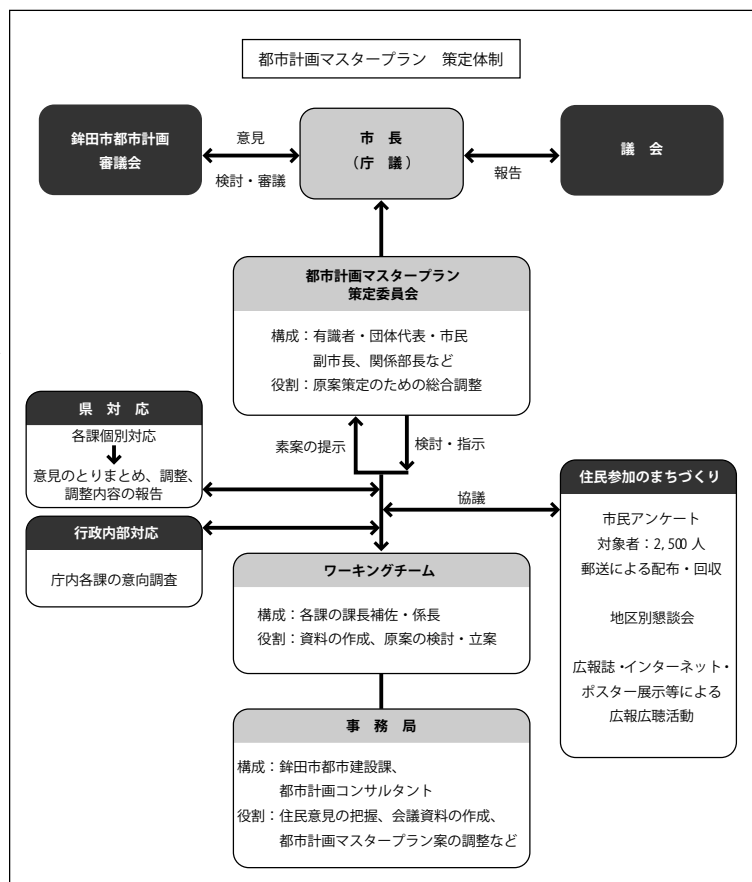 都市計画マスタープラン　策定体制
鉾田市都市計画
審議会
意見
検討・審議
市 長
（庁 議）
報告
議　会
都市計画マスタープラン
策定委員会
構成：有識者・団体代表・市民
副市長、関係部長など
役割：原案策定のための総合調整
素案の提示
検討・指示
県 対 応
各課個別対応
意見のとりまとめ、調整、
調整内容の報告
行政内部対応
庁内各課の意向調査
協議
住民参加のまちづくり
市民アンケート
対象者：2,500人
郵送による配布・回収
地区別懇談会
広報誌・インターネット・
ポスター展示等による
広報広聴活動
ワーキングチーム
構成：各課の課長補佐・係長
役割：資料の作成、原案の検討・立案
事 務 局
構成：鉾田市都市建設課、
都市計画コンサルタント
役割：住民意見の把握、会議資料の作成、
都市計画マスタープラン案の調整など